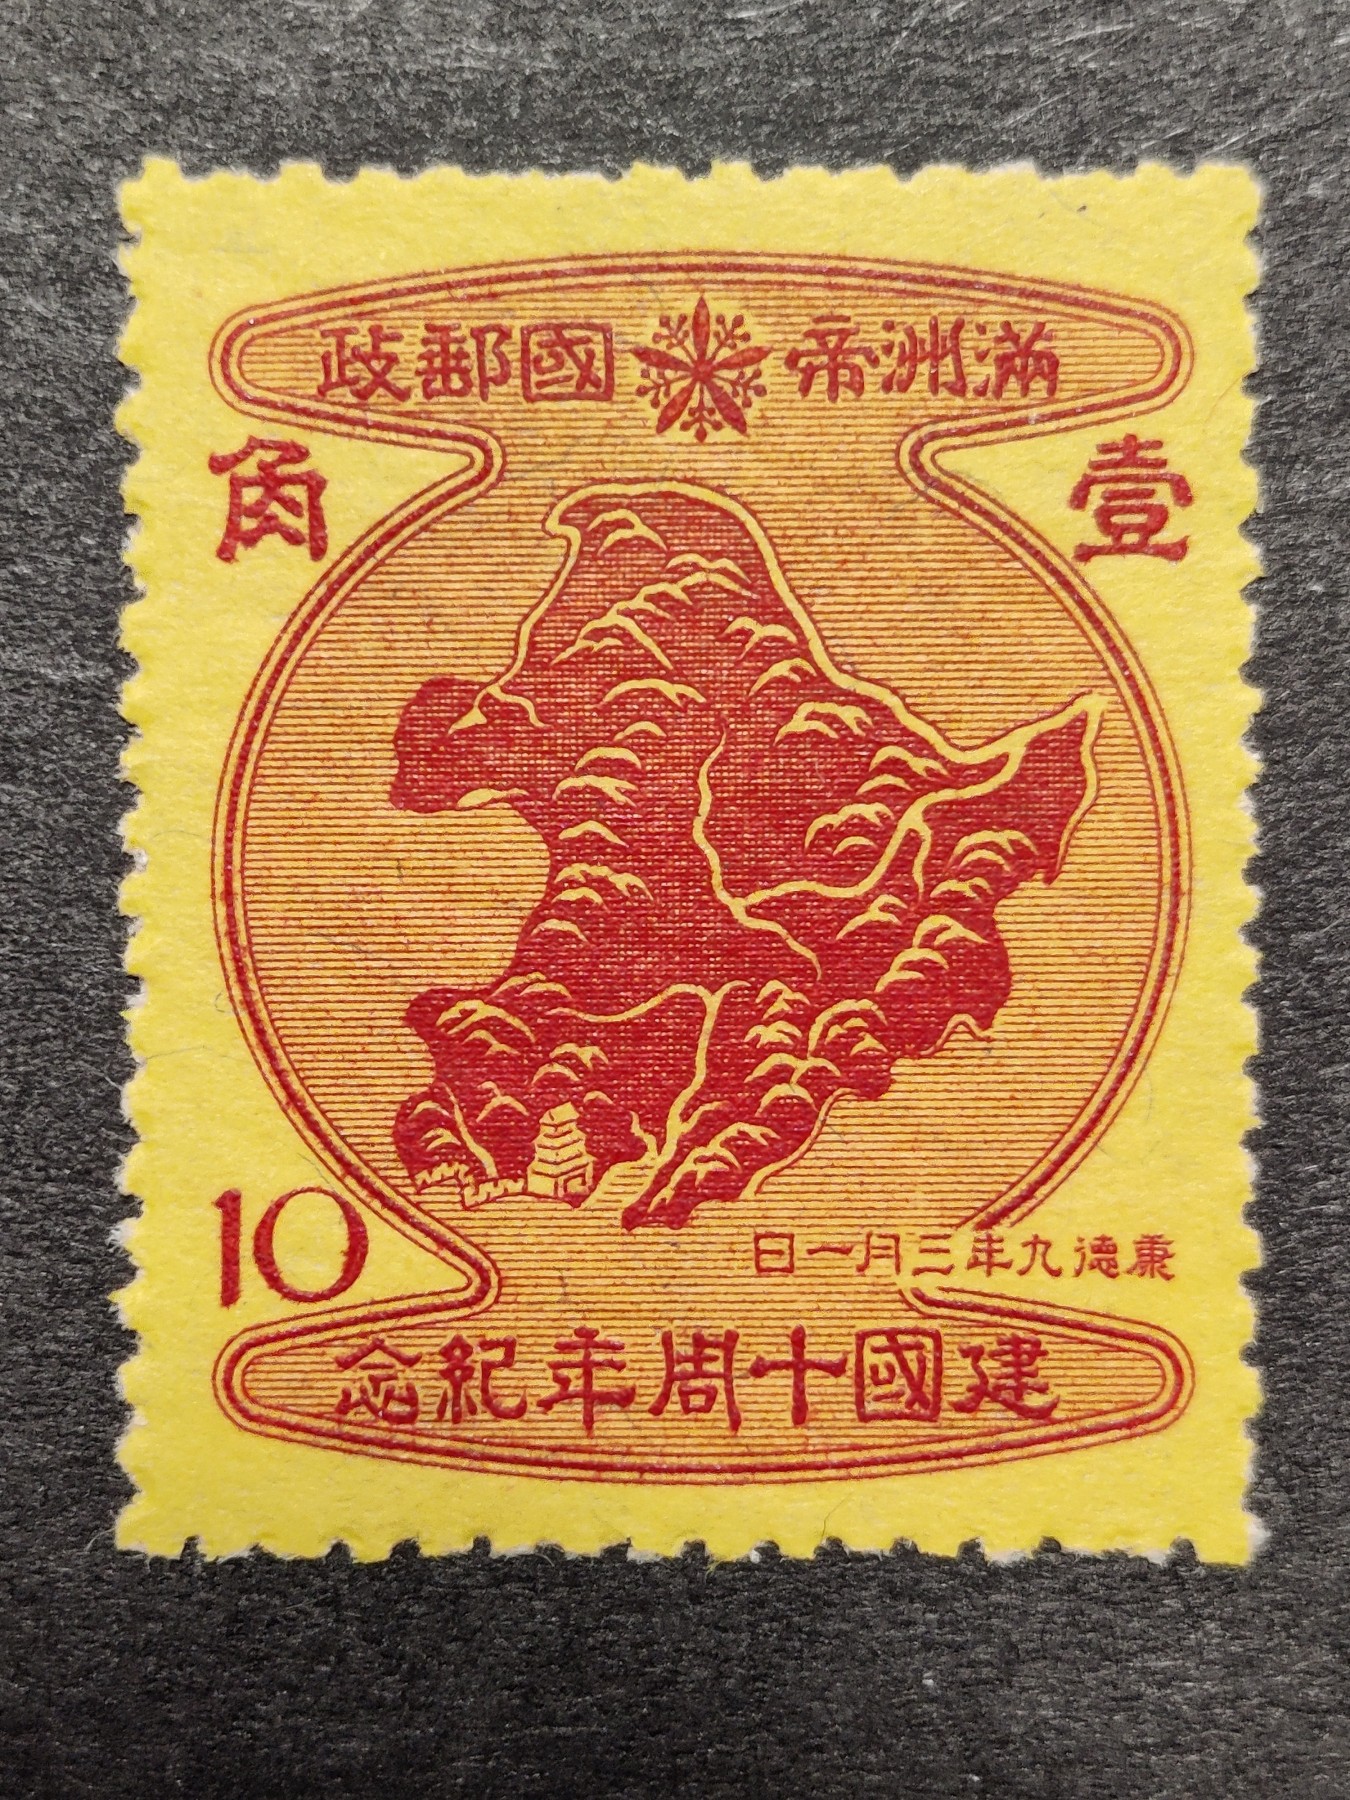 滿洲帝國郵政
壹角
10
康德九年三月一日
建國十周年紀念